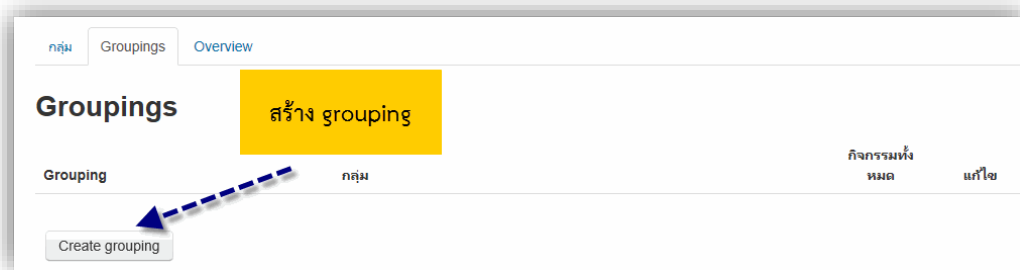 กลุ่ม Groupings Overview
Groupings
สร้าง grouping
Grouping กลุ่ม กิจกรรมทั้ง
หมด แก้ไข
Create grouping